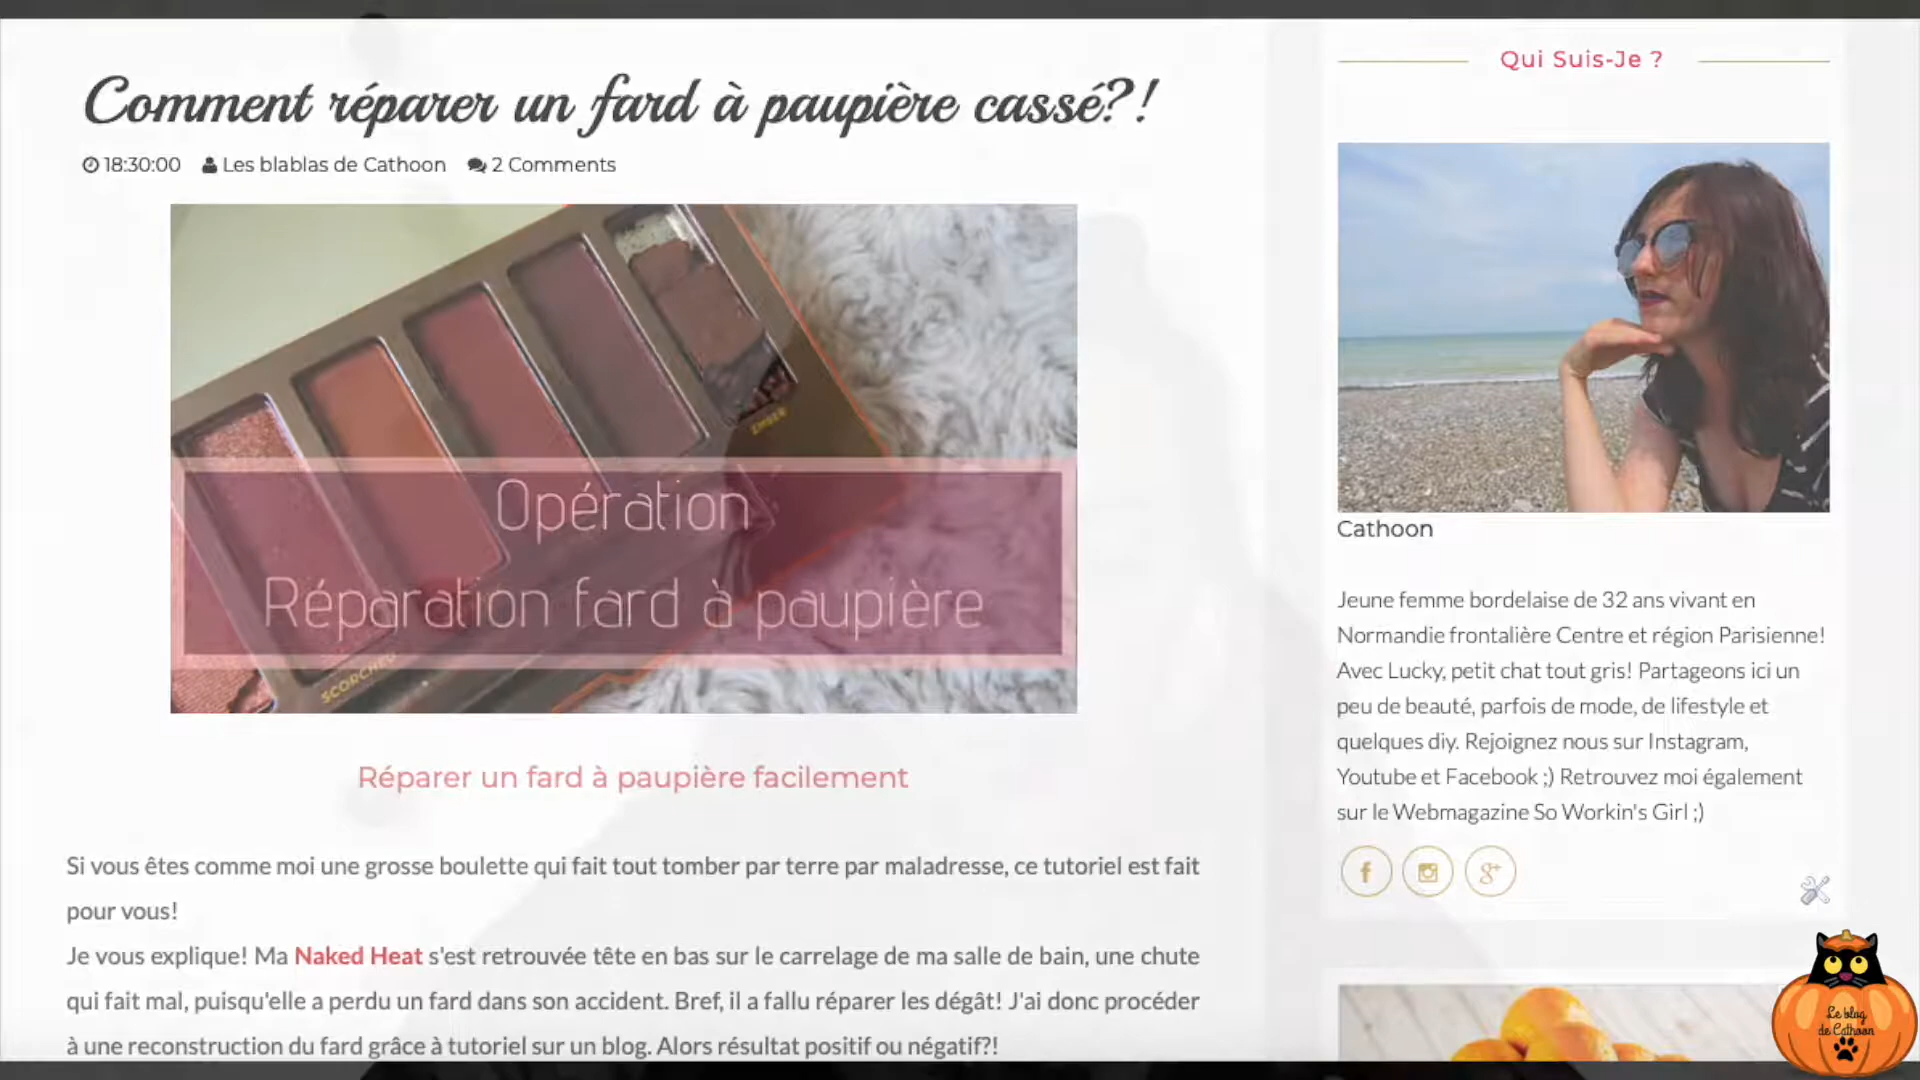 Comment réparer un fard à paupière cassé?!
18:30:00 Les blablas de Cathoon 2 Comments
EMBER
Opération
Réparation fard à paupière
SCORCHED
Réparer un fard à paupière facilement
Si vous êtes comme moi une grosse boulette qui fait tout tomber par terre par maladresse, ce tutoriel est fait
pour vous!
Je vous explique! Ma Naked Heat s'est retrouvée tête en bas sur le carrelage de ma salle de bain, une chute
qui fait mal, puisqu'elle a perdu un fard dans son accident. Bref, il a fallu réparer les dégât! J'ai donc procéder
à une reconstruction du fard grâce à tutoriel sur un blog. Alors résultat positif ou négatif?!
Qui Suis-Je ?
Cathoon
Jeune femme bordelaise de 32 ans vivant en
Normandie frontalière Centre et région Parisienne!
Avec Lucky, petit chat tout gris! Partageons ici un
peu de beauté, parfois de mode, de lifestyle et
quelques diy. Rejoignez nous sur Instagram,
Youtube et Facebook ;) Retrouvez moi également
sur le Webmagazine So Workin's Girl ;)
f g+
Le blog
de Cathoon